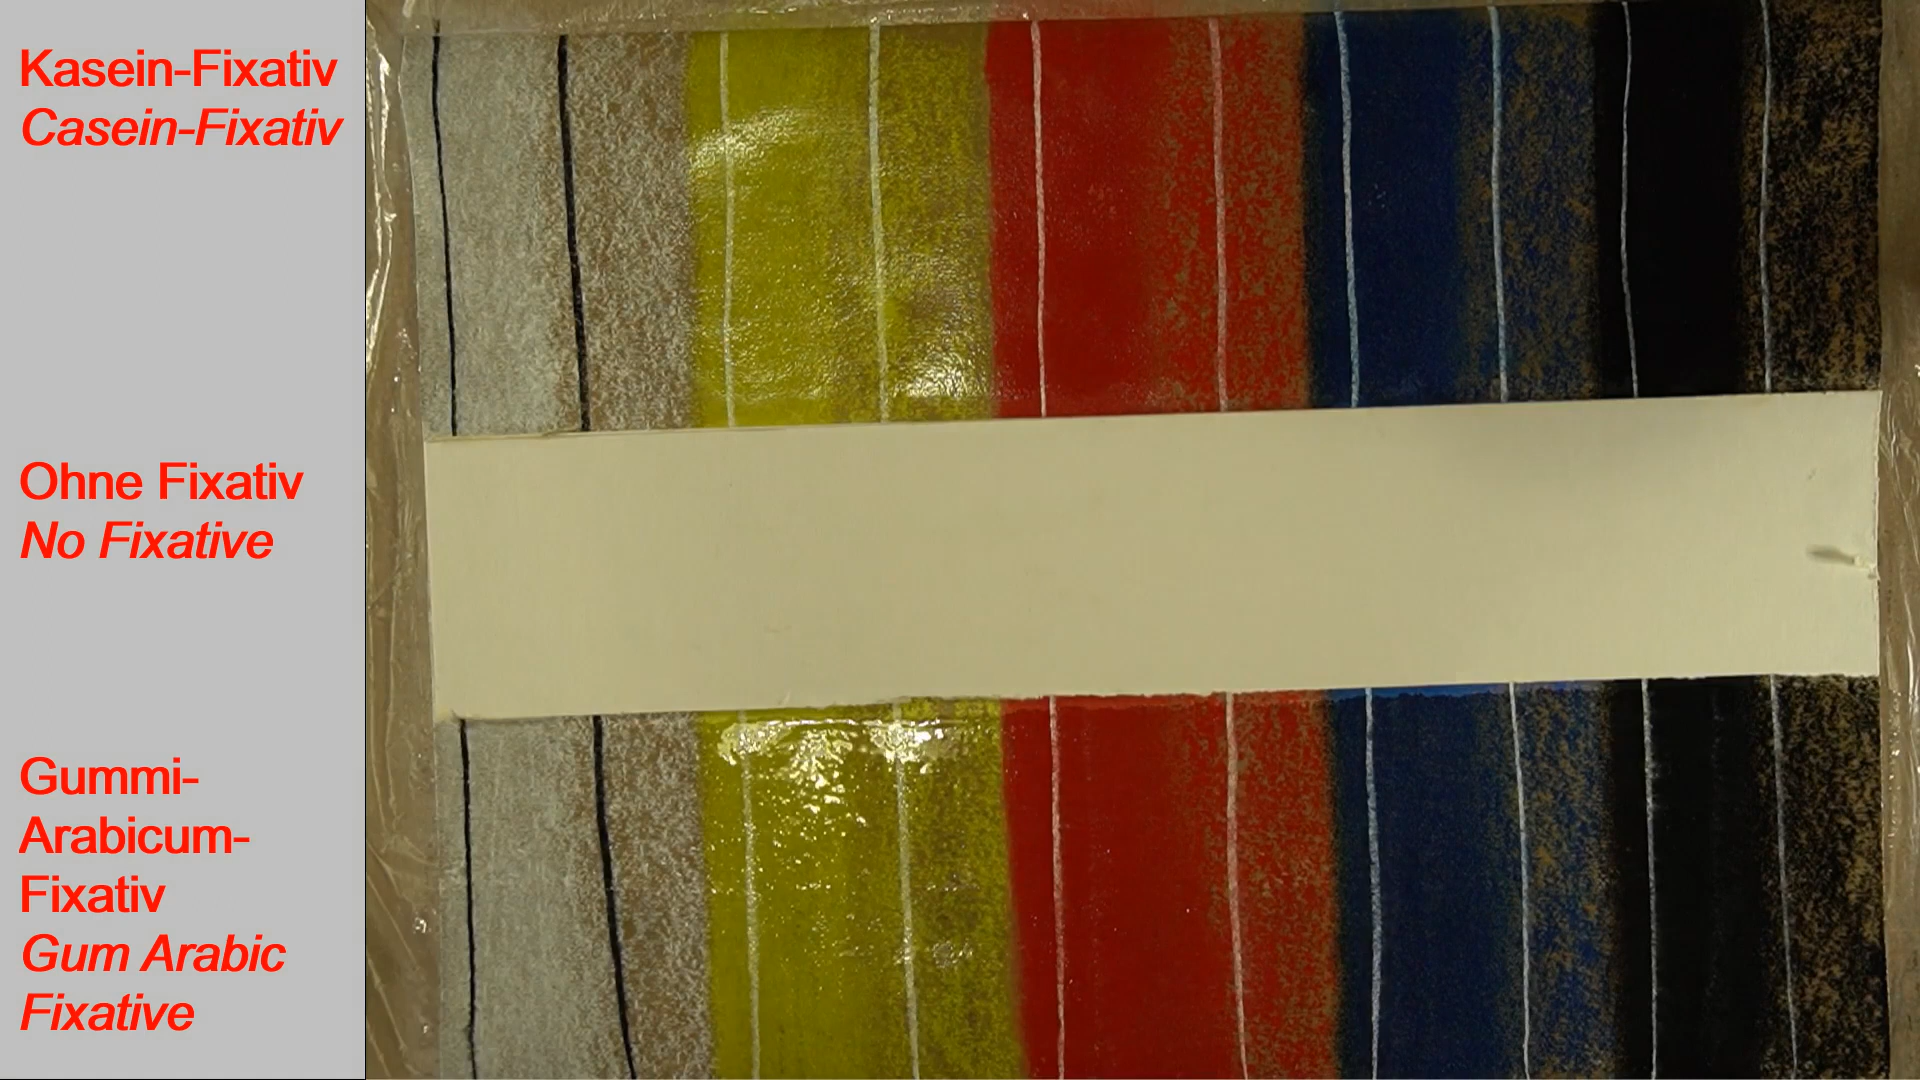 Kasein-Fixativ
Casein-Fixativ
Ohne Fixativ
No Fixative
Gummi-
Arabicum-
Fixativ
Gum Arabic
Fixative